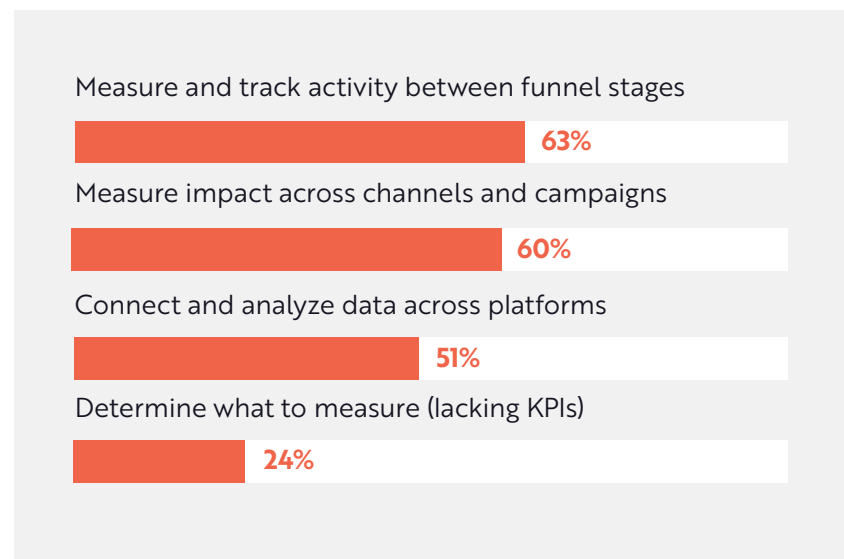 Measure and track activity between funnel stages
63%
Measure impact across channels and campaigns
60%
Connect and analyze data across platforms
51%
Determine what to measure (lacking KPIs)
24%